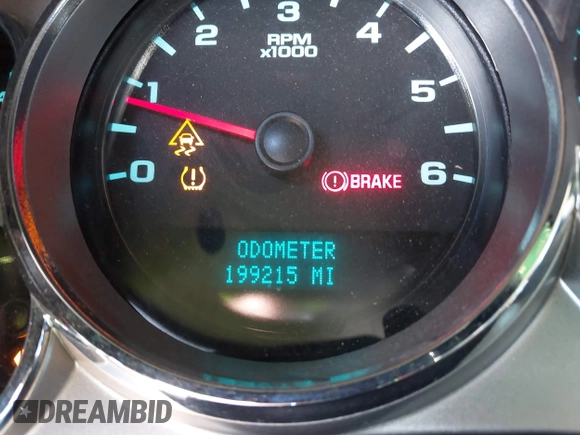 1 2 3 4 5
RPM
x1000
0 6
BRAKE
ODOMETER
199215 MI
DREAMBID